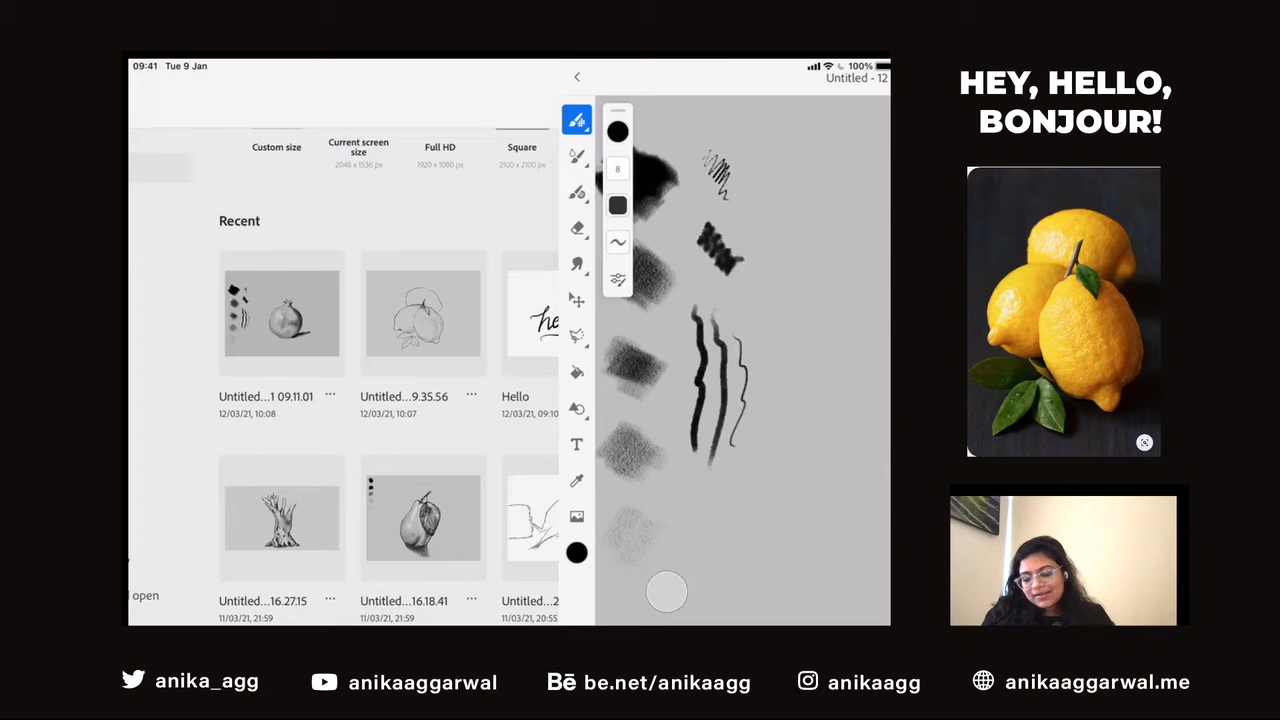 09:41 Tue 9 Jan
100%
Untitled - 12
HEY, HELLO,
BONJOUR!
Custom size
Current screen
size
2048 x 1536 px
Full HD
1920 x 1080 px
Square
2100 x 2100 px
Recent
8
he
Untitled...1 09.11.01
12/03/21, 10:08
Untitled...9.35.56
12/03/21, 10:07
Hello
12/03/21, 09:10
T
open
Untitled...16.27.15
11/03/21, 21:59
Untitled...16.18.41
11/03/21, 21:59
Untitled...2
11/03/21, 20:55
anika_agg
anikaaggarwal
Bē be.net/anikaagg
anikaagg
anikaaggarwal.me